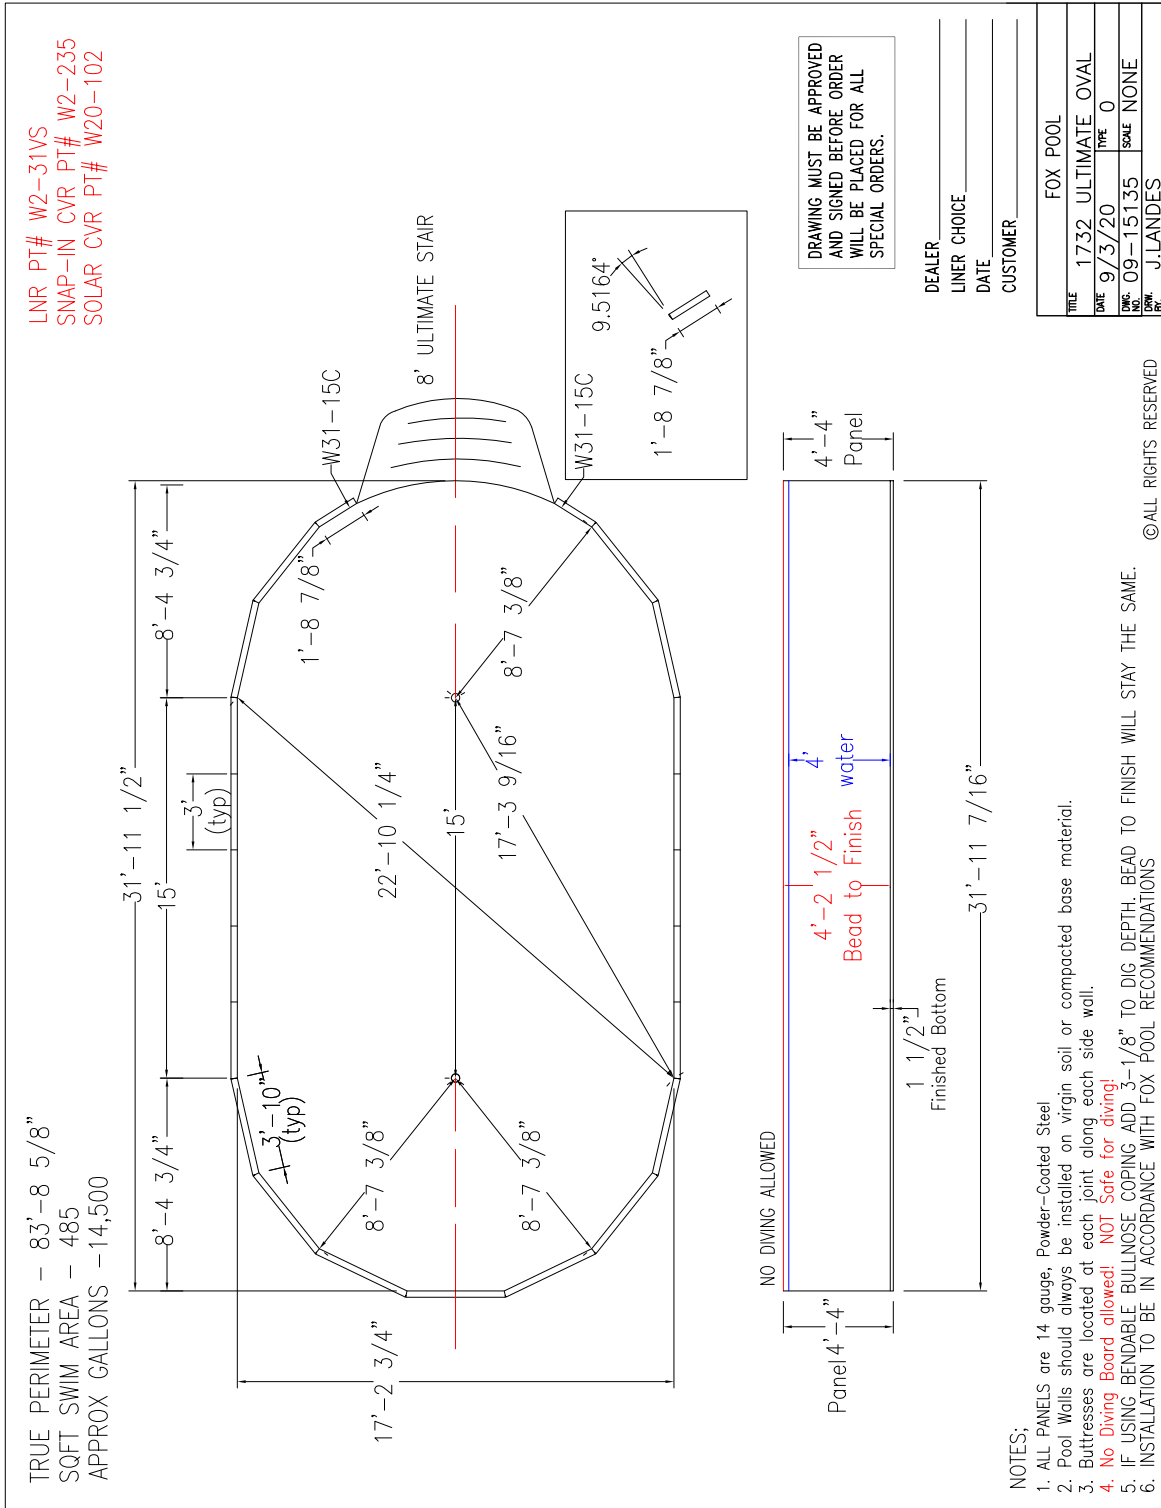 TRUE PERIMETER - 83'-8 5/8"
SQFT SWIM AREA - 485
APPROX GALLONS -14,500
LNR PT# W2-31VS
SNAP-IN CVR PT# W2-235
SOLAR CVR PT# W20-102
31'-11 1/2"
8'-4 3/4"
15'
8'-4 3/4"
3'
(typ)
3'-10"
(typ)
1'-8 7/8"
W31-15C
8'-7 3/8"
22'-10 1/4"
17'-2 3/4"
15'
8' ULTIMATE STAIR
8'-7 3/8"
17'-3 9/16"
8'-7 3/8"
W31-15C
9.5164°
1'-8 7/8"
NO DIVING ALLOWED
Panel 4'-4"
4'-2 1/2"
Bead to Finish
4'
water
4'-4"
Panel
1 1/2"
Finished Bottom
31'-11 7/16"
DRAWING MUST BE APPROVED
AND SIGNED BEFORE ORDER
WILL BE PLACED FOR ALL
SPECIAL ORDERS.
DEALER
LINER CHOICE
DATE
CUSTOMER
NOTES;
1. ALL PANELS are 14 gauge, Powder-Coated Steel
2. Pool Walls should always be installed on virgin soil or compacted base material.
3. Buttresses are located at each joint along each side wall.
4. No Diving Board allowed! NOT Safe for diving!
5. IF USING BENDABLE BULLNOSE COPING ADD 3-1/8" TO DIG DEPTH. BEAD TO FINISH WILL STAY THE SAME.
6. INSTALLATION TO BE IN ACCORDANCE WITH FOX POOL RECOMMENDATIONS
©ALL RIGHTS RESERVED
FOX POOL
TITLE 1732 ULTIMATE OVAL
DATE 9/3/20 TYPE O
DWG. NO. 09-15135 SCALE NONE
DRW. BY. J.LANDES